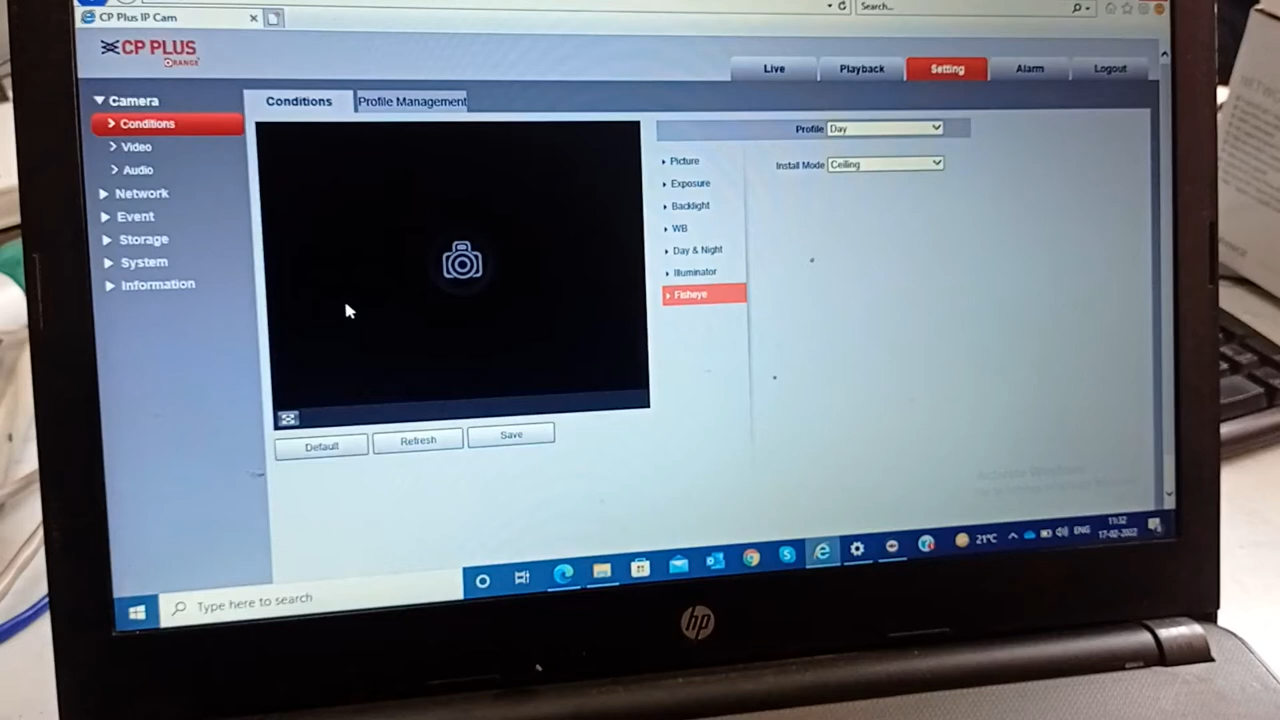 CP Plus IP Cam
Search...
CP PLUS
ORANGE
Live
Playback
Setting
Alarm
Logout
Camera
Conditions
Video
Audio
Network
Event
Storage
System
Information
Conditions
Profile Management
Profile
Day
Install Mode
Ceiling
Picture
Exposure
Backlight
WB
Day & Night
Illuminator
Fisheye
Default
Refresh
Save
Activate Windows
Type here to search
21°C
ENG
11:32
17-02-2022
hp